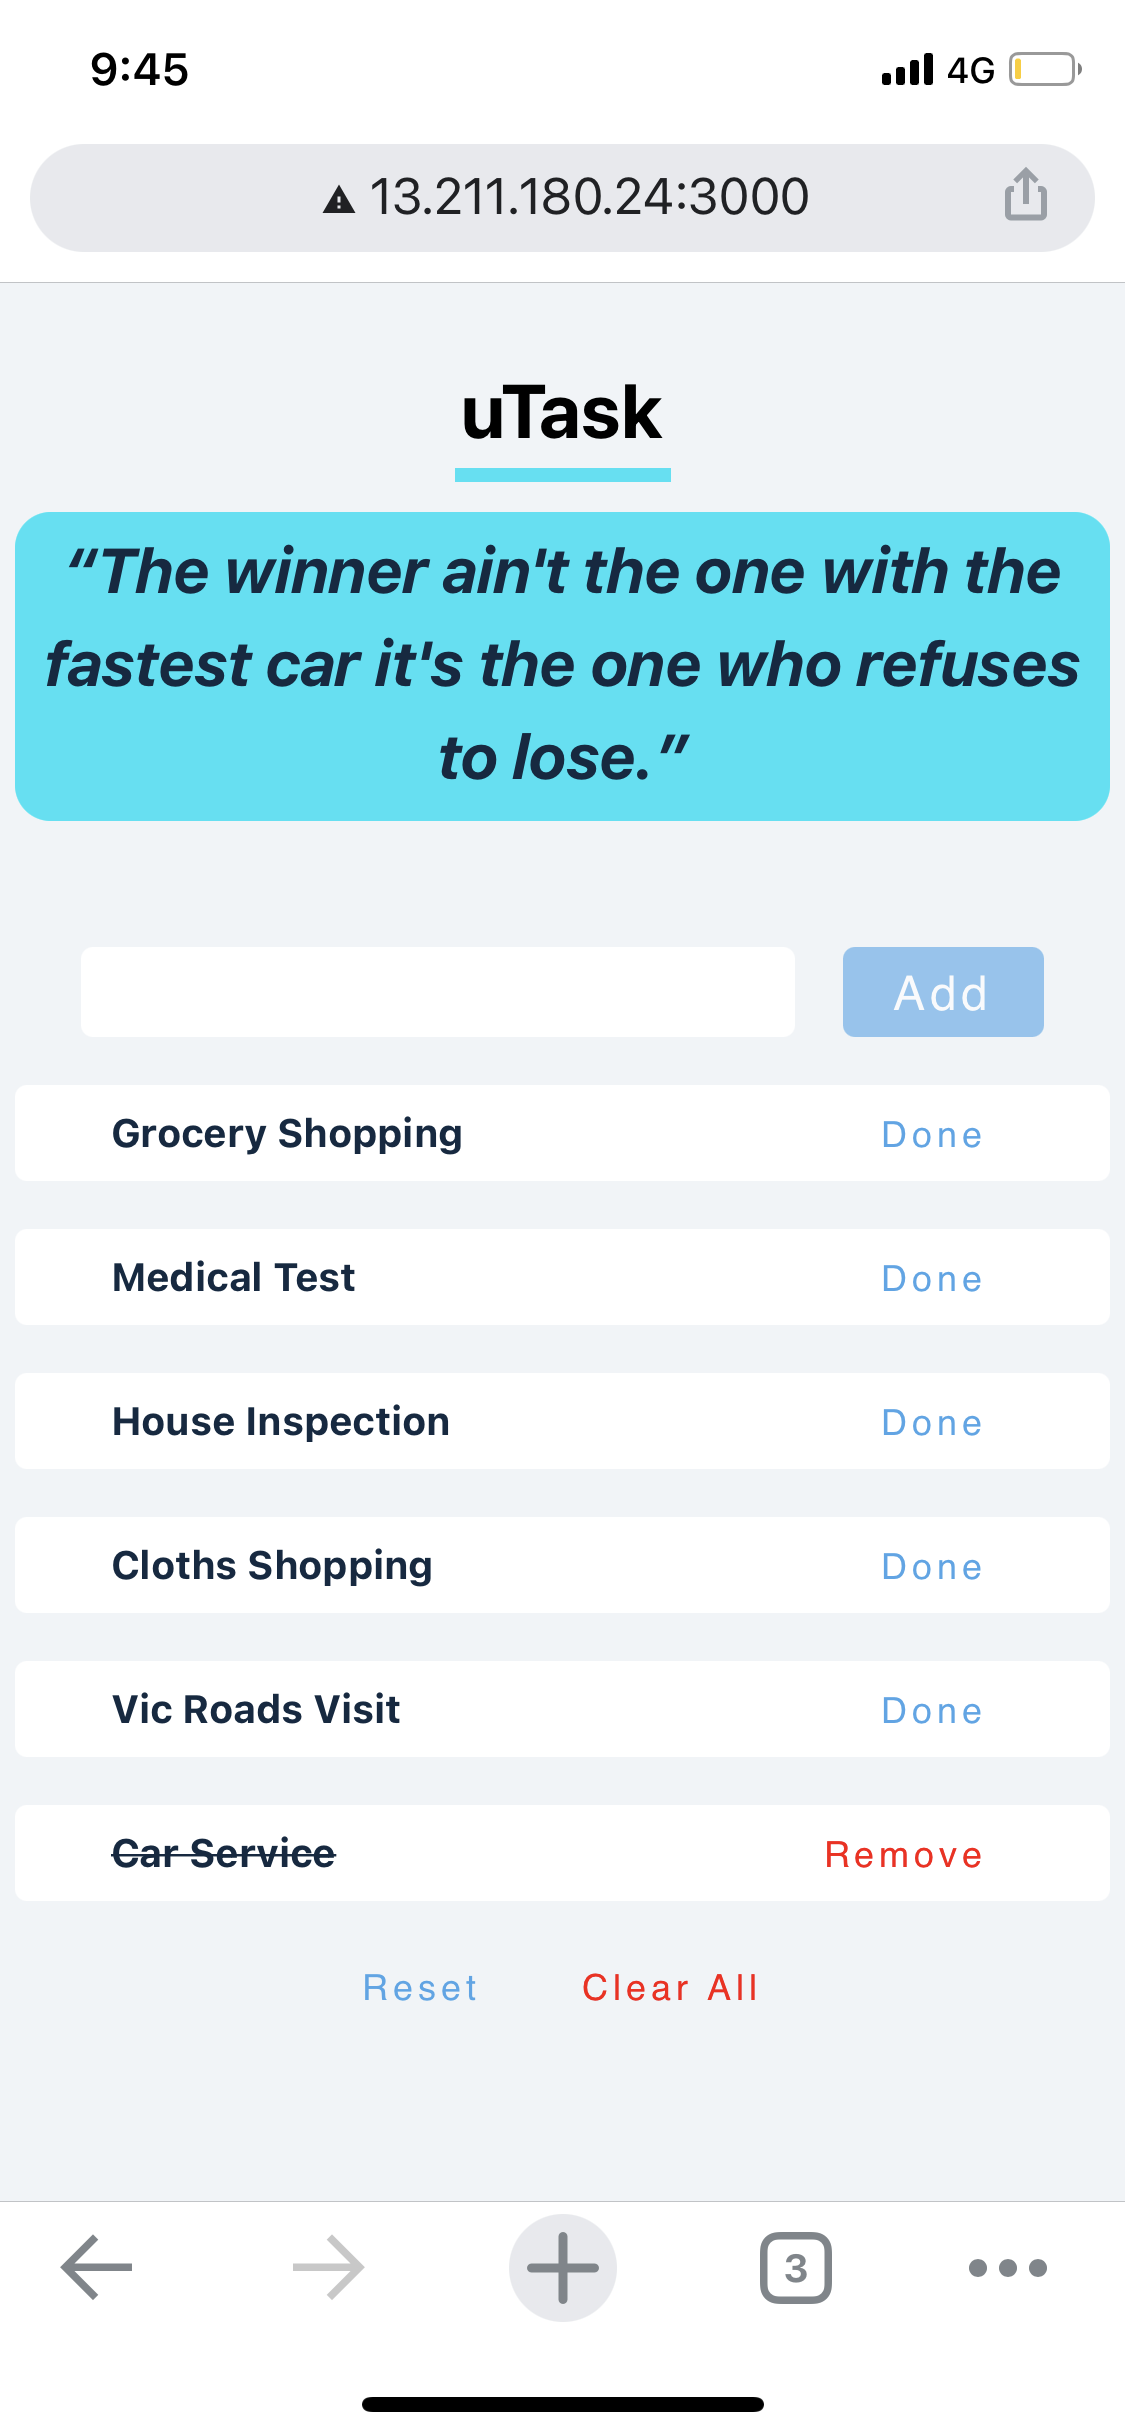 9:45
4G
13.211.180.24:3000
uTask
“The winner ain't the one with the
fastest car it's the one who refuses
to lose.”
Add
Grocery Shopping
Done
Medical Test
Done
House Inspection
Done
Cloths Shopping
Done
Vic Roads Visit
Done
Car Service
Remove
Reset
Clear All
3